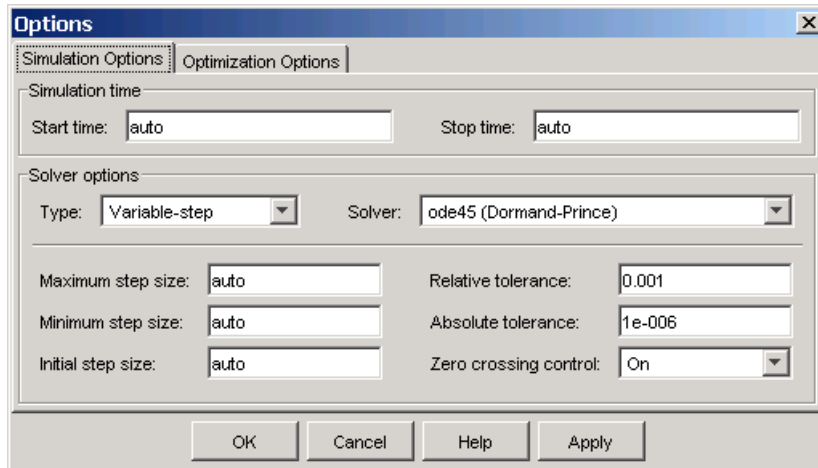 Options
Simulation Options Optimization Options
Simulation time
Start time: auto Stop time: auto
Solver options
Type: Variable-step Solver: ode45 (Dormand-Prince)
Maximum step size: auto Relative tolerance: 0.001
Minimum step size: auto Absolute tolerance: 1e-006
Initial step size: auto Zero crossing control: On
OK Cancel Help Apply